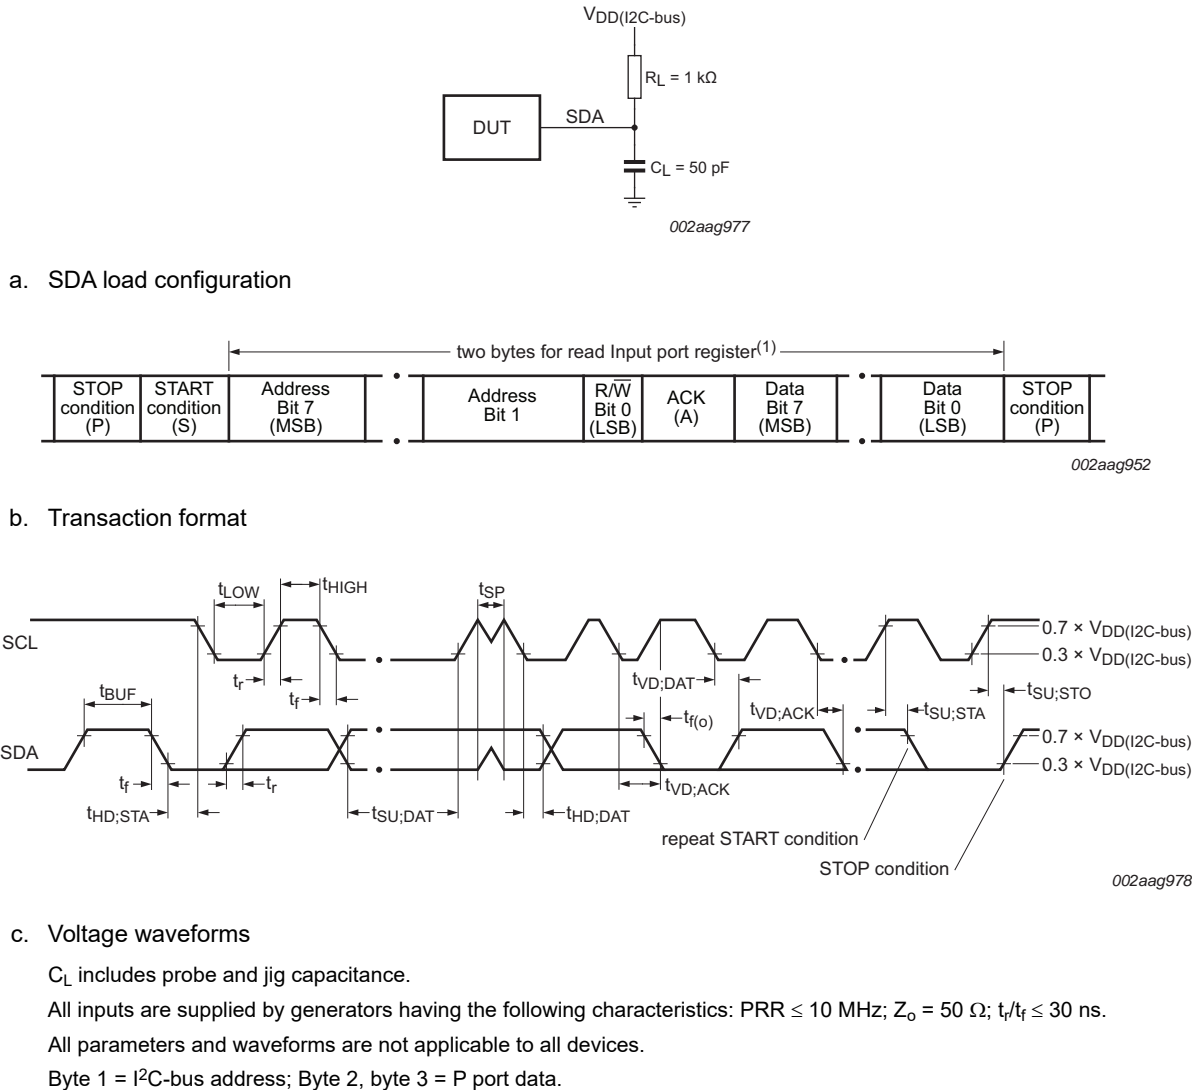 VDD(I2C-bus)
RL = 1 kΩ
DUT
SDA
CL = 50 pF
002aag977
a. SDA load configuration
two bytes for read Input port register(1)
STOP condition (P)
START condition (S)
Address Bit 7 (MSB)
Address Bit 1
R/W̅ Bit 0 (LSB)
ACK (A)
Data Bit 7 (MSB)
Data Bit 0 (LSB)
STOP condition (P)
002aag952
b. Transaction format
tLOW
tHIGH
tSP
SCL
0.7 × VDD(I2C-bus)
0.3 × VDD(I2C-bus)
tr
tf
tVD;DAT
tSU;STO
tBUF
tf(o)
tVD;ACK
tSU;STA
SDA
0.7 × VDD(I2C-bus)
0.3 × VDD(I2C-bus)
tf
tr
tVD;ACK
tHD;STA
tSU;DAT
tHD;DAT
repeat START condition
STOP condition
002aag978
c. Voltage waveforms
CL includes probe and jig capacitance.
All inputs are supplied by generators having the following characteristics: PRR ≤ 10 MHz; Zo = 50 Ω; tr/tf ≤ 30 ns.
All parameters and waveforms are not applicable to all devices.
Byte 1 = I2C-bus address; Byte 2, byte 3 = P port data.